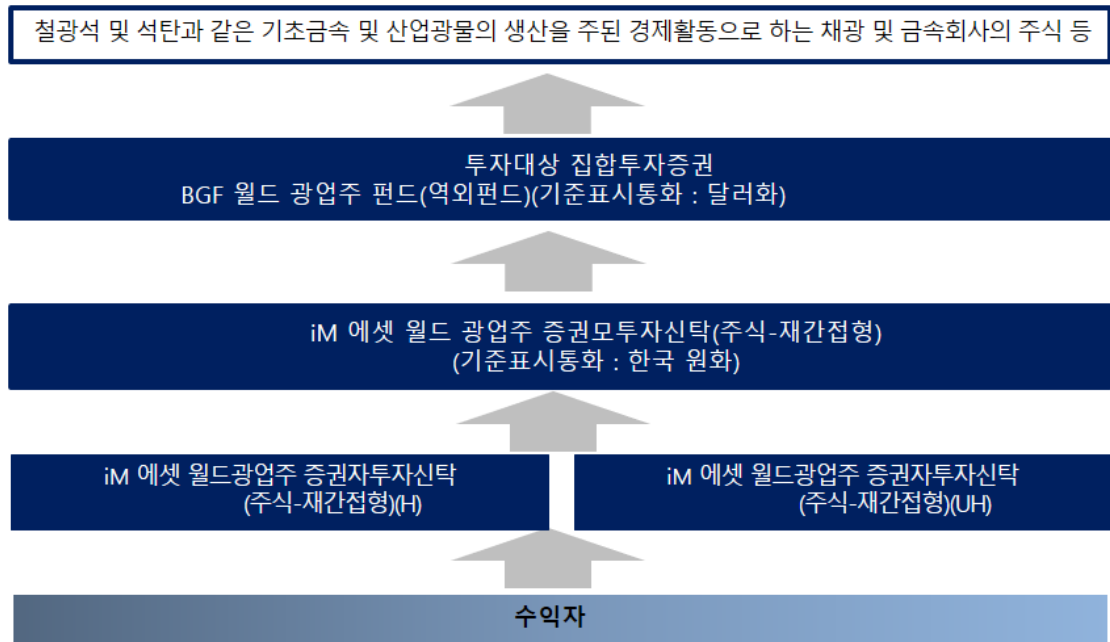 철광석 및 석탄과 같은 기초금속 및 산업광물의 생산을 주된 경제활동으로 하는 채광 및 금속회사의 주식 등
투자대상 집합투자증권
BGF 월드 광업주 펀드(역외펀드)(기준표시통화 : 달러화)
iM 에셋 월드 광업주 증권모투자신탁(주식-재간접형)
(기준표시통화 : 한국 원화)
iM 에셋 월드광업주 증권자투자신탁
(주식-재간접형)(H)
iM 에셋 월드광업주 증권자투자신탁
(주식-재간접형)(UH)
수익자